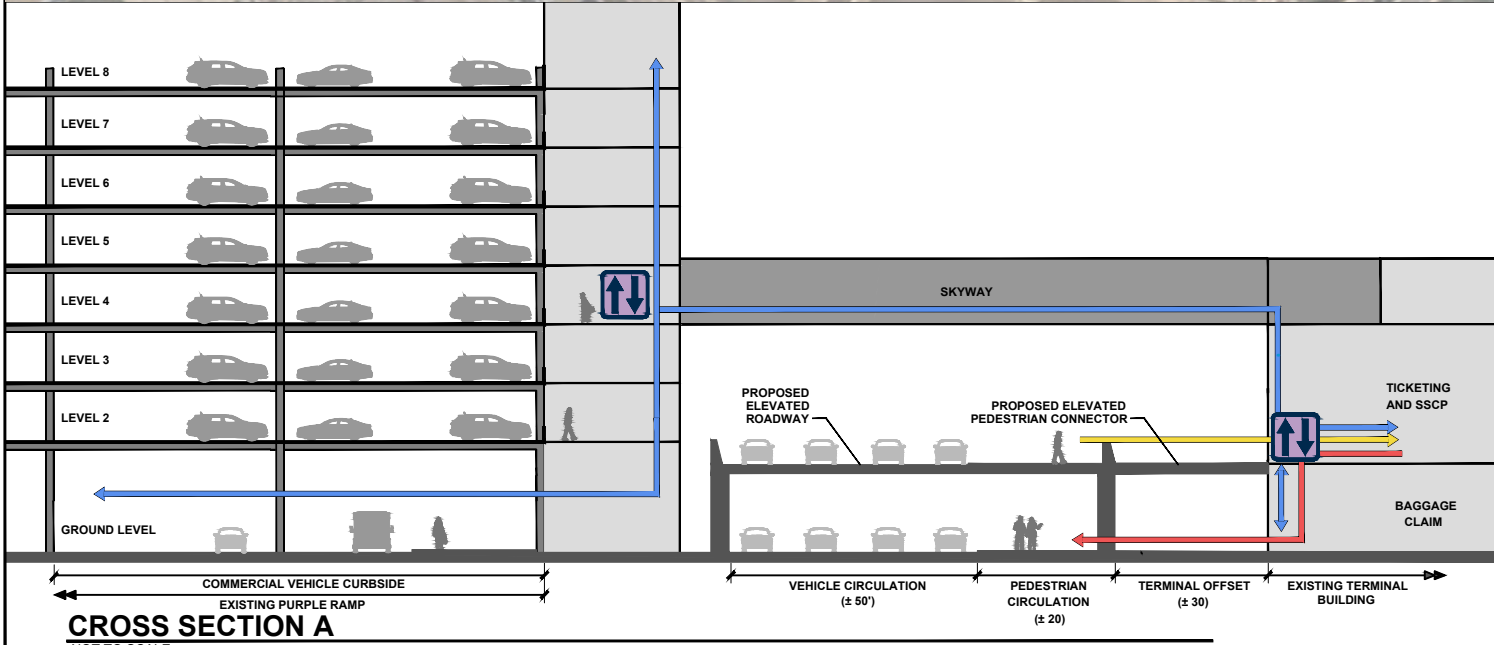 LEVEL 8
LEVEL 7
LEVEL 6
LEVEL 5
LEVEL 4
SKYWAY
LEVEL 3
LEVEL 2
PROPOSED
ELEVATED
ROADWAY
PROPOSED ELEVATED
PEDESTRIAN CONNECTOR
TICKETING
AND SSCP
GROUND LEVEL
BAGGAGE
CLAIM
COMMERCIAL VEHICLE CURBSIDE
EXISTING PURPLE RAMP
VEHICLE CIRCULATION
(± 50')
PEDESTRIAN
CIRCULATION
(± 20)
TERMINAL OFFSET
(± 30)
EXISTING TERMINAL
BUILDING
CROSS SECTION A